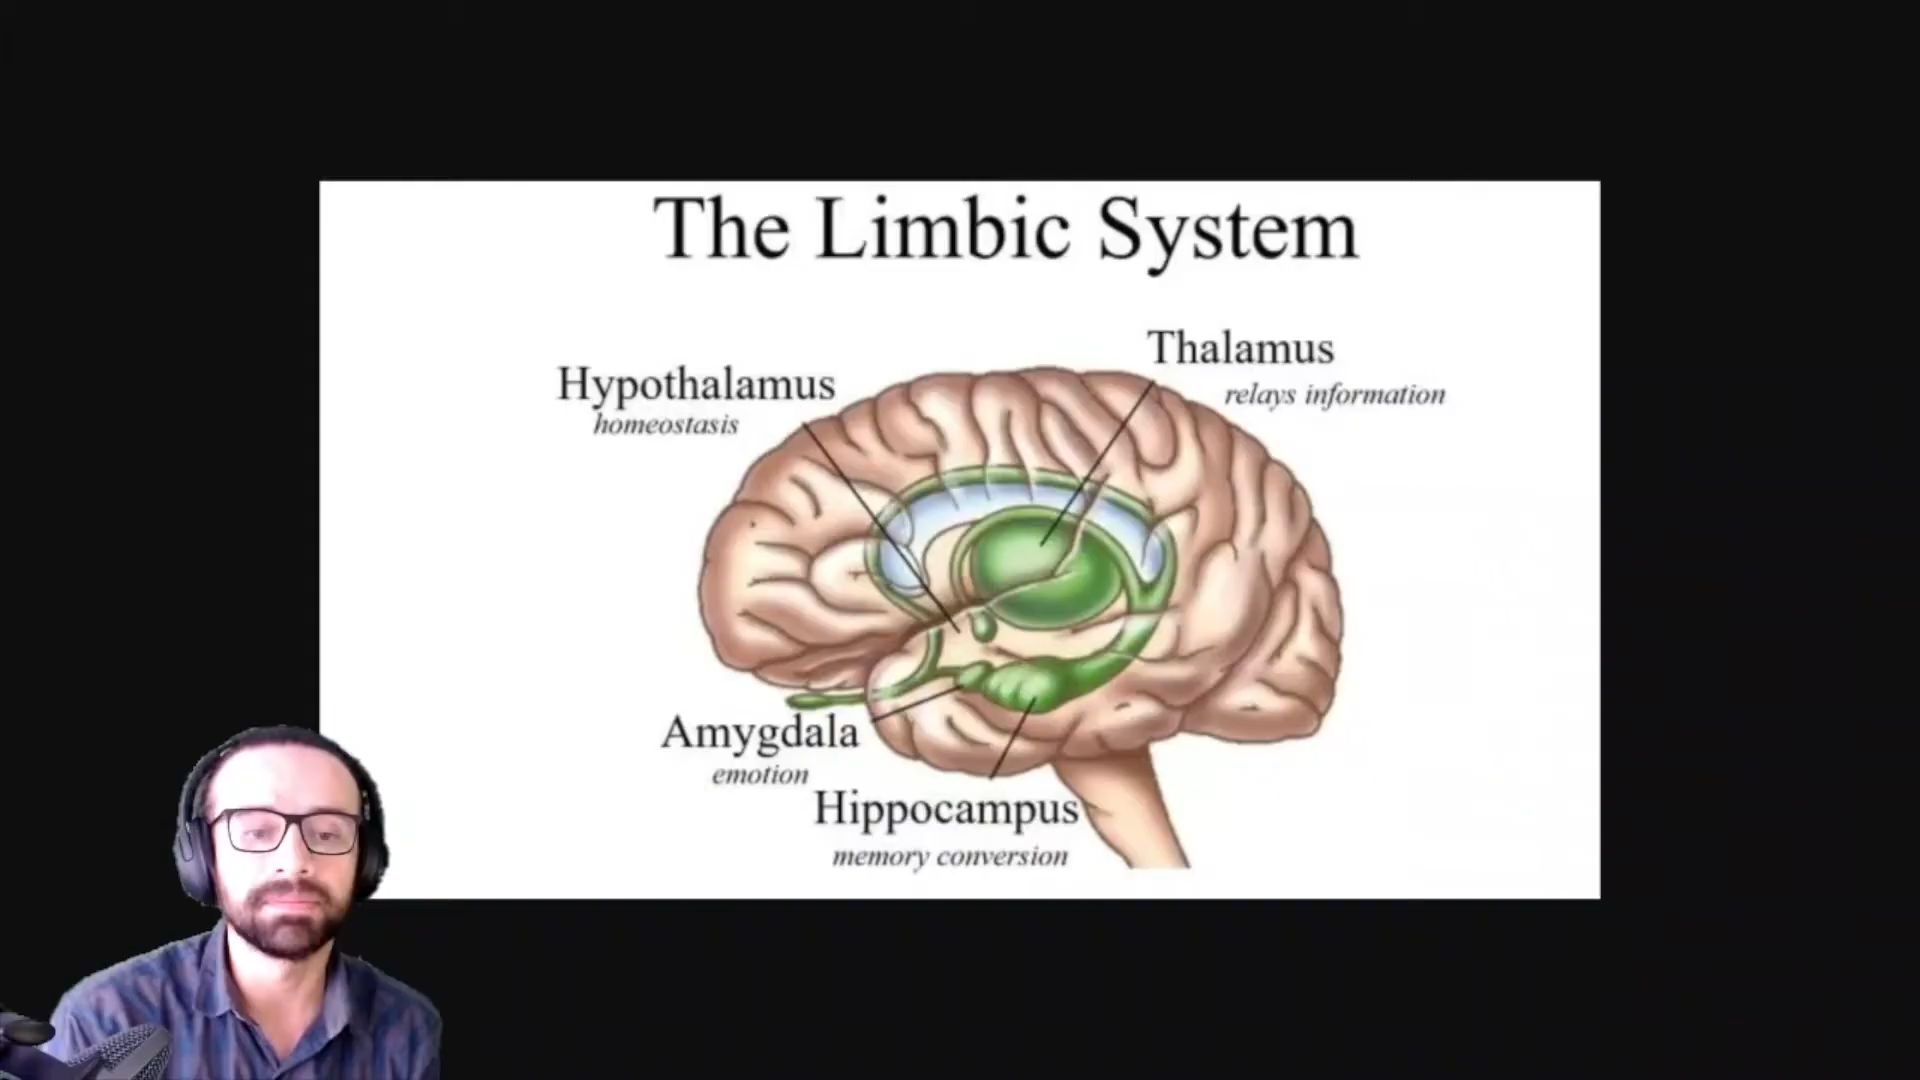 The Limbic System
Thalamus
relays information
Hypothalamus
homeostasis
Amygdala
emotion
Hippocampus
memory conversion